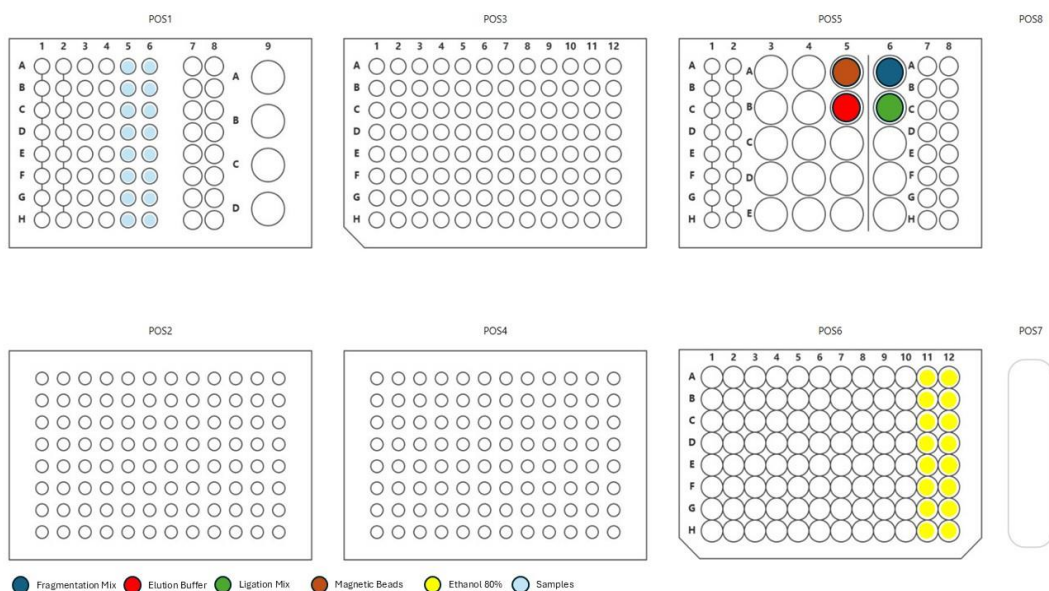 POS1 POS3 POS5 POS8
1 2 3 4 5 6 7 8 9
A
B
C
D
E
F
G
H
A
B
C
D
1 2 3 4 5 6 7 8 9 10 11 12
A
B
C
D
E
F
G
H
1 2 3 4 5 6 7 8
A
B
C
D
E
F
G
H
A
B
C
D
E
A
B
C
D
E
F
G
H
POS2 POS4 POS6 POS7
1 2 3 4 5 6 7 8 9 10 11 12
A
B
C
D
E
F
G
H
Fragmentation Mix Elution Buffer Ligation Mix Magnetic Beads Ethanol 80% Samples